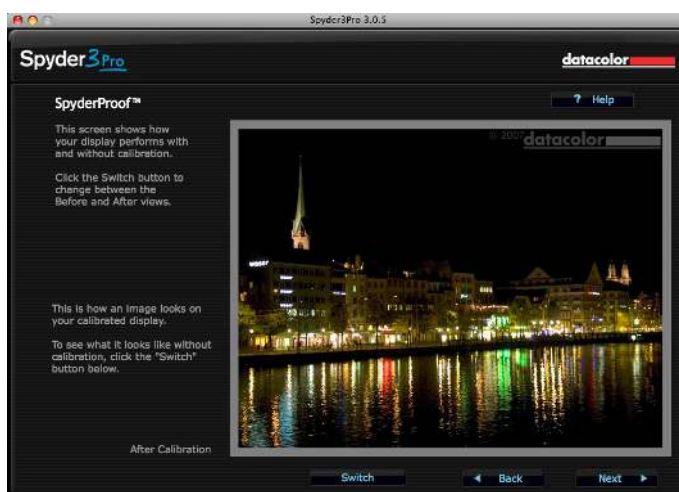 Spyder3Pro 3.0.5
Spyder3Pro
datacolor
SpyderProof™
? Help
This screen shows how
your display performs with
and without calibration.
Click the Switch button to
change between the
Before and After views.
© 2007 datacolor
This is how an image looks on
your calibrated display.
To see what it looks like without
calibration, click the "Switch"
button below.
After Calibration
Switch
Back
Next